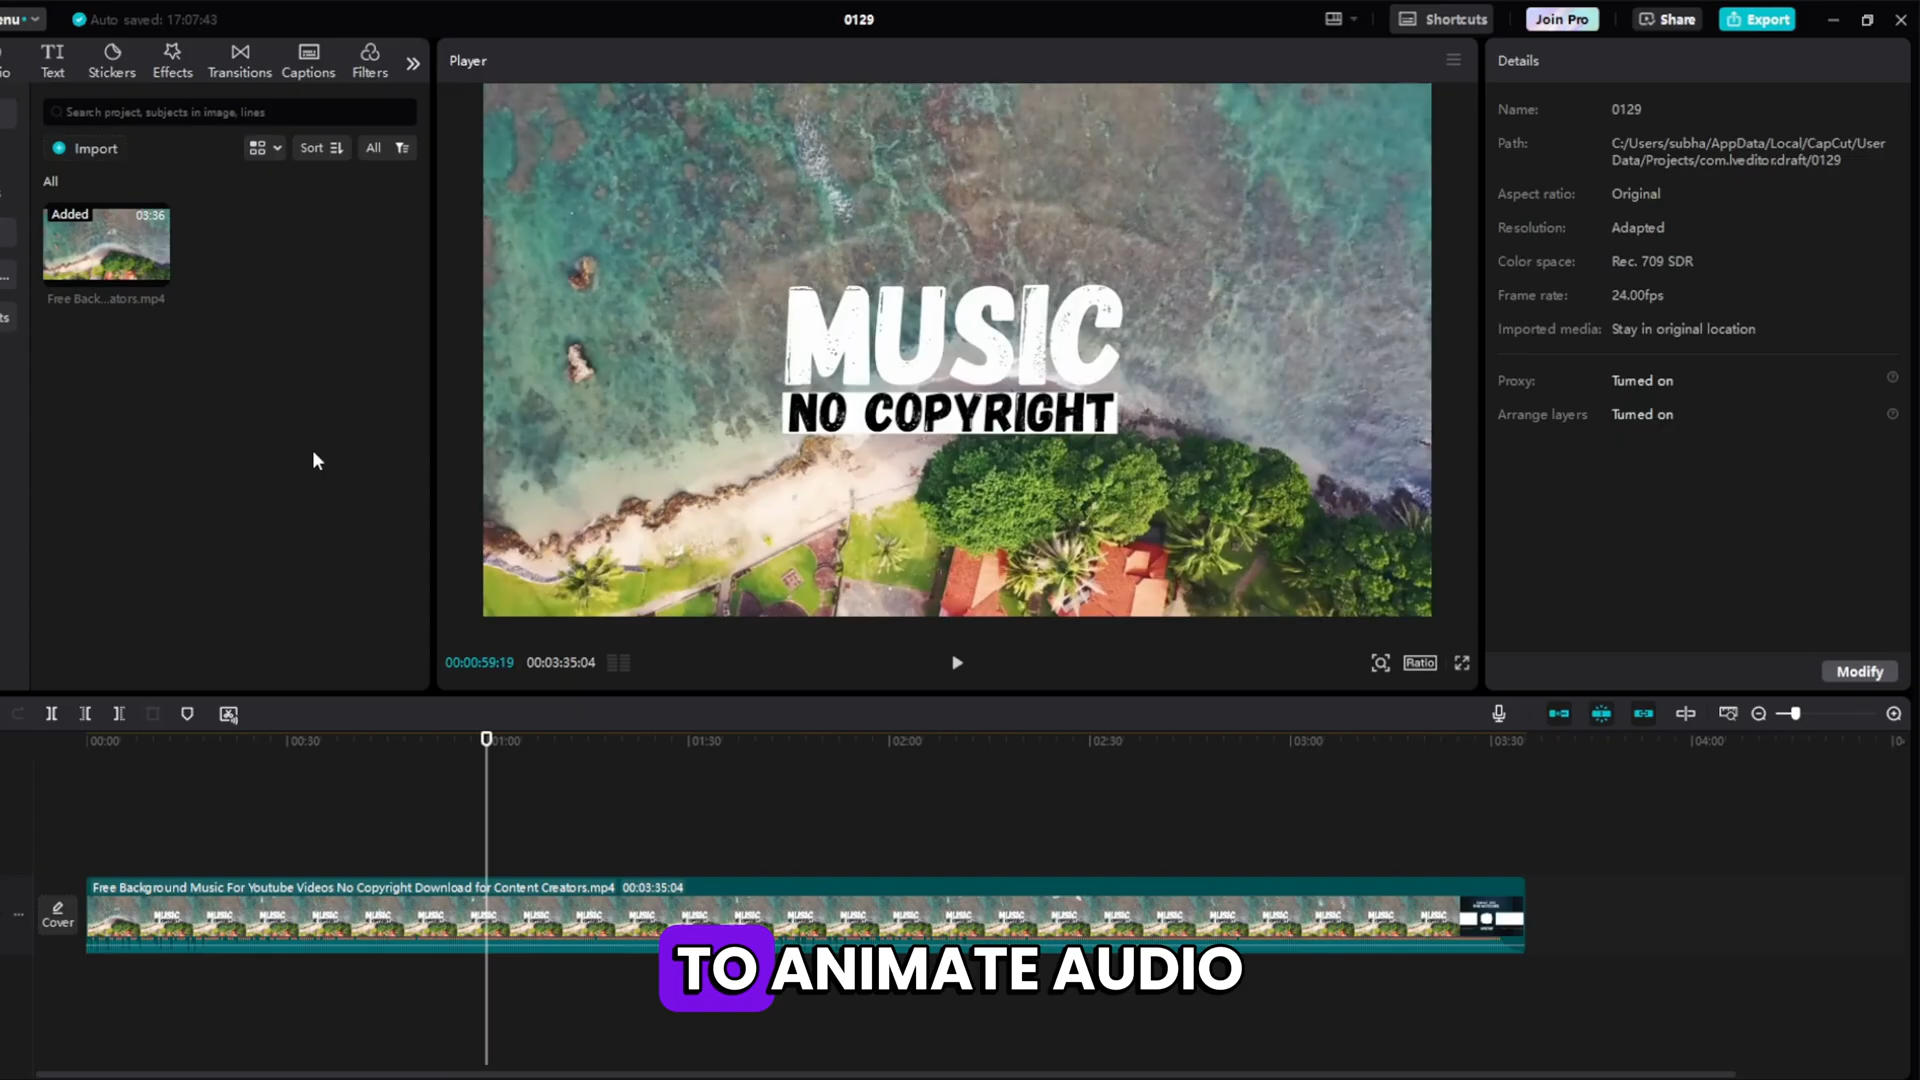 enu
Auto saved: 17:07:43
0129
Shortcuts
Join Pro
Share
Export
io
Text
Stickers
Effects
Transitions
Captions
Filters
Player
Details
Search project, subjects in image, lines
Import
Sort
All
All
Added 03:36
Free Back...ators.mp4
ts
MUSIC
NO COPYRIGHT
Name: 0129
Path: C:/Users/subha/AppData/Local/CapCut/User
Data/Projects/com.lveditor.draft/0129
Aspect ratio: Original
Resolution: Adapted
Color space: Rec. 709 SDR
Frame rate: 24.00fps
Imported media: Stay in original location
Proxy: Turned on
Arrange layers Turned on
00:00:59:19 00:03:35:04
Ratio
Modify
00:00 00:30 01:00 01:30 02:00 02:30 03:00 03:30 04:00
Cover
Free Background Music For Youtube Videos No Copyright Download for Content Creators.mp4 00:03:35:04
TO ANIMATE AUDIO